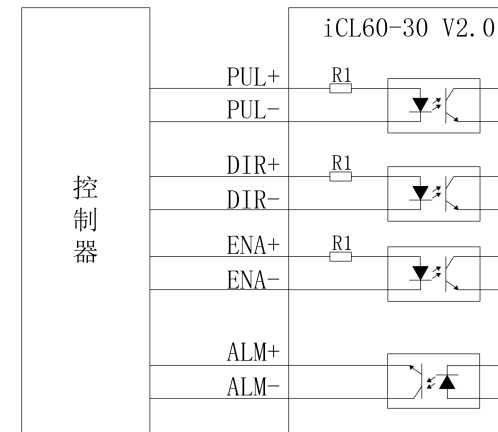 iCL60-30 V2.0
PUL+
R1
PUL-
DIR+
R1
DIR-
控制器
ENA+
R1
ENA-
ALM+
ALM-